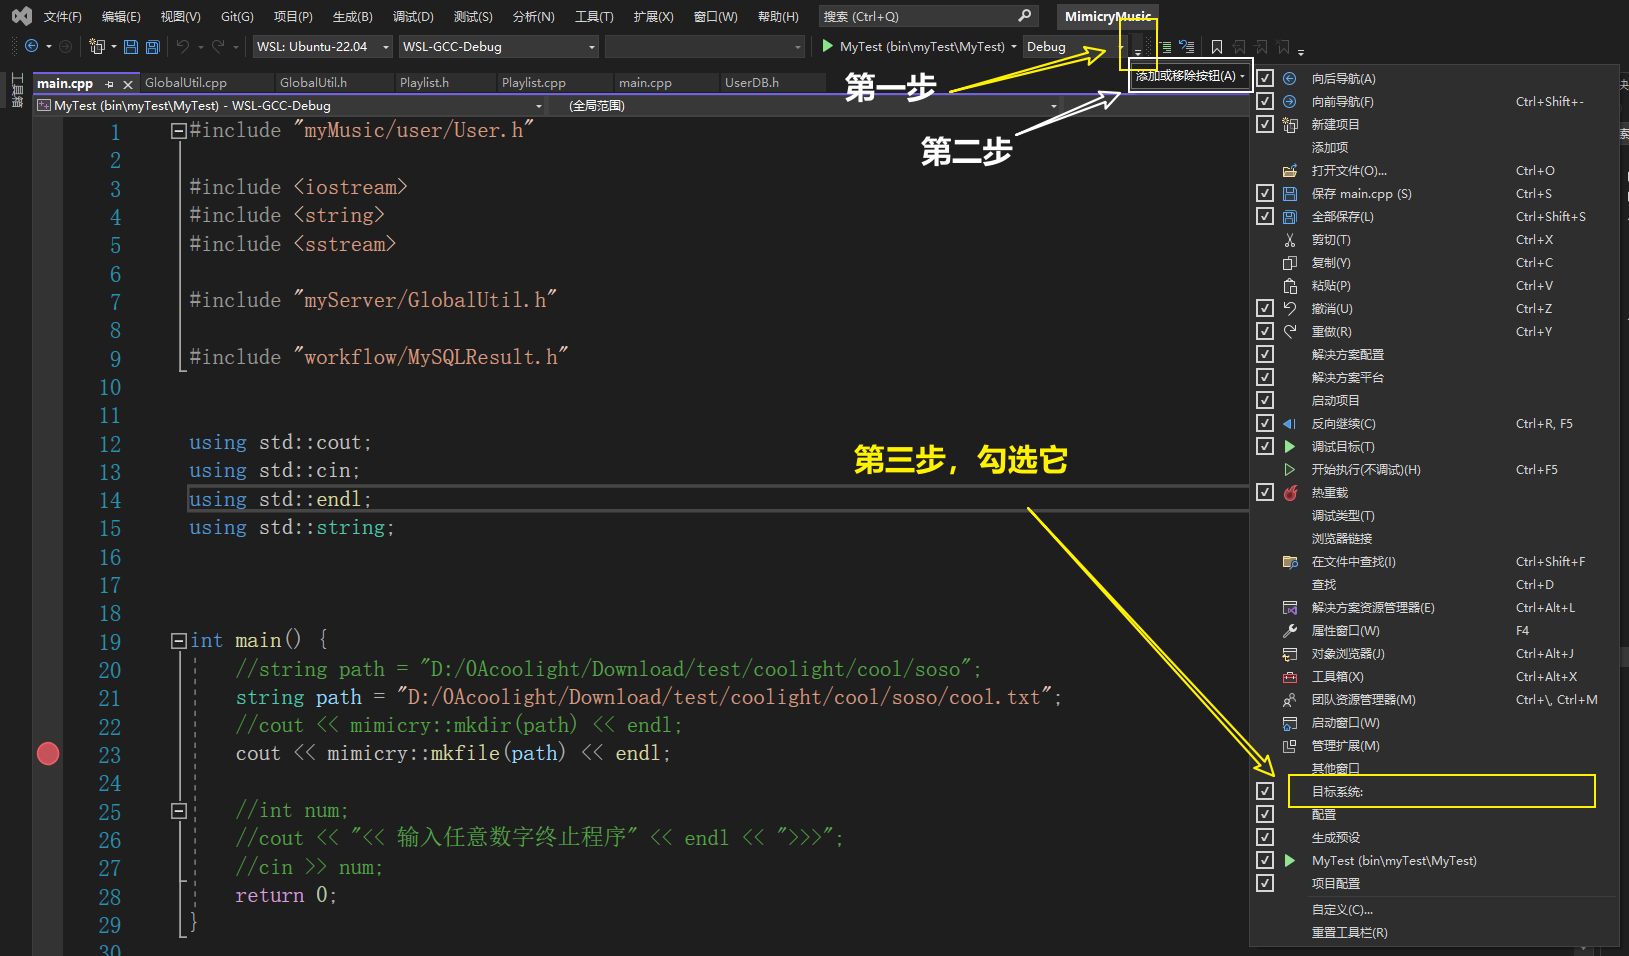 文件(F) 编辑(E) 视图(V) Git(G) 项目(P) 生成(B) 调试(D) 测试(S) 分析(N) 工具(T) 扩展(X) 窗口(W) 帮助(H) 搜索 (Ctrl+Q) MimicryMusic
WSL: Ubuntu-22.04 WSL-GCC-Debug MyTest (bin\myTest\MyTest) Debug
工具箱
main.cpp GlobalUtil.cpp GlobalUtil.h Playlist.h Playlist.cpp main.cpp UserDB.h
MyTest (bin\myTest\MyTest) - WSL-GCC-Debug (全局范围)
第一步
添加或移除按钮(A)
第二步
第三步，勾选它
1 #include "myMusic/user/User.h"
2
3 #include <iostream>
4 #include <string>
5 #include <sstream>
6
7 #include "myServer/GlobalUtil.h"
8
9 #include "workflow/MySQLResult.h"
10
11
12 using std::cout;
13 using std::cin;
14 using std::endl;
15 using std::string;
16
17
18
19 int main() {
20 //string path = "D:/OAcoolight/Download/test/coolight/cool/soso";
21 string path = "D:/OAcoolight/Download/test/coolight/cool/soso/cool.txt";
22 //cout << mimicry::mkdir(path) << endl;
23 cout << mimicry::mkfile(path) << endl;
24
25 //int num;
26 //cout << "<< 输入任意数字终止程序" << endl << ">>>";
27 //cin >> num;
28 return 0;
29 }
30
向后导航(A)
向前导航(F) Ctrl+Shift+-
新建项目
添加项
打开文件(O)... Ctrl+O
保存 main.cpp (S) Ctrl+S
全部保存(L) Ctrl+Shift+S
剪切(T) Ctrl+X
复制(Y) Ctrl+C
粘贴(P) Ctrl+V
撤消(U) Ctrl+Z
重做(R) Ctrl+Y
解决方案配置
解决方案平台
启动项目
反向继续(C) Ctrl+R, F5
调试目标(T)
开始执行(不调试)(H) Ctrl+F5
热重载
调试类型(T)
浏览器链接
在文件中查找(I) Ctrl+Shift+F
查找 Ctrl+D
解决方案资源管理器(E) Ctrl+Alt+L
属性窗口(W) F4
对象浏览器(J) Ctrl+Alt+J
工具箱(X) Ctrl+Alt+X
团队资源管理器(M) Ctrl+\, Ctrl+M
启动窗口(W)
管理扩展(M)
其他窗口
目标系统:
配置
生成预设
MyTest (bin\myTest\MyTest)
项目配置
自定义(C)...
重置工具栏(R)